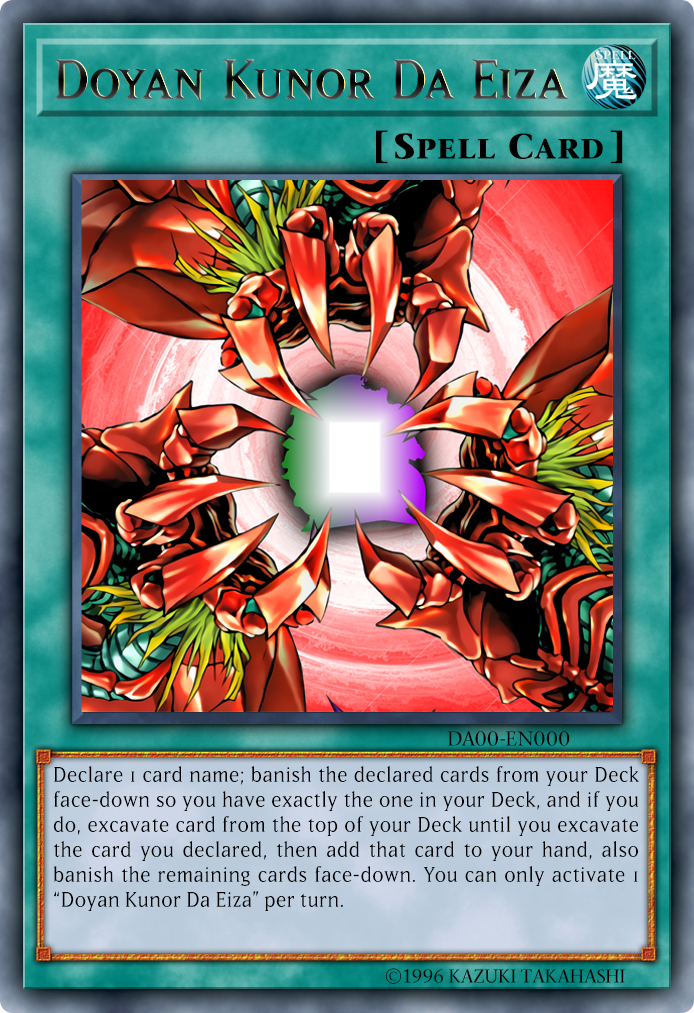 Doyan Kunor Da Eiza
SPELL
魔
[Spell Card]
DA00-EN000
Declare 1 card name; banish the declared cards from your Deck
face-down so you have exactly the one in your Deck, and if you
do, excavate card from the top of your Deck until you excavate
the card you declared, then add that card to your hand, also
banish the remaining cards face-down. You can only activate 1
“Doyan Kunor Da Eiza” per turn.
©1996 KAZUKI TAKAHASHI